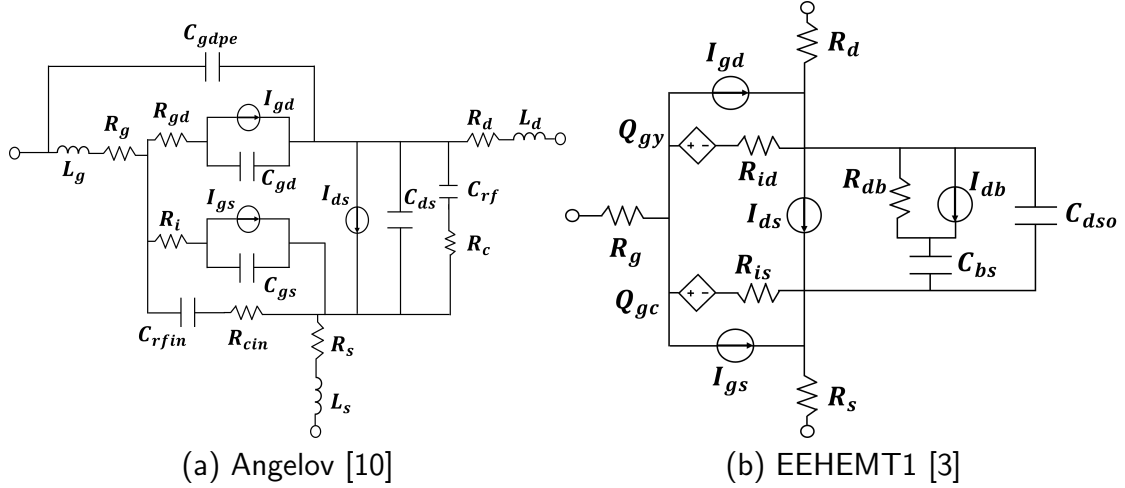 C_gdpe
I_gd
R_gd
R_g
L_g
C_gd
I_gs
R_i
C_gs
C_rfin
R_cin
I_ds
C_ds
C_rf
R_c
R_d
L_d
R_s
L_s
(a) Angelov [10]
R_d
I_gd
Q_gy
R_id
R_g
I_ds
R_db
I_db
C_dso
C_bs
R_is
Q_gc
I_gs
R_s
(b) EEHEMT1 [3]